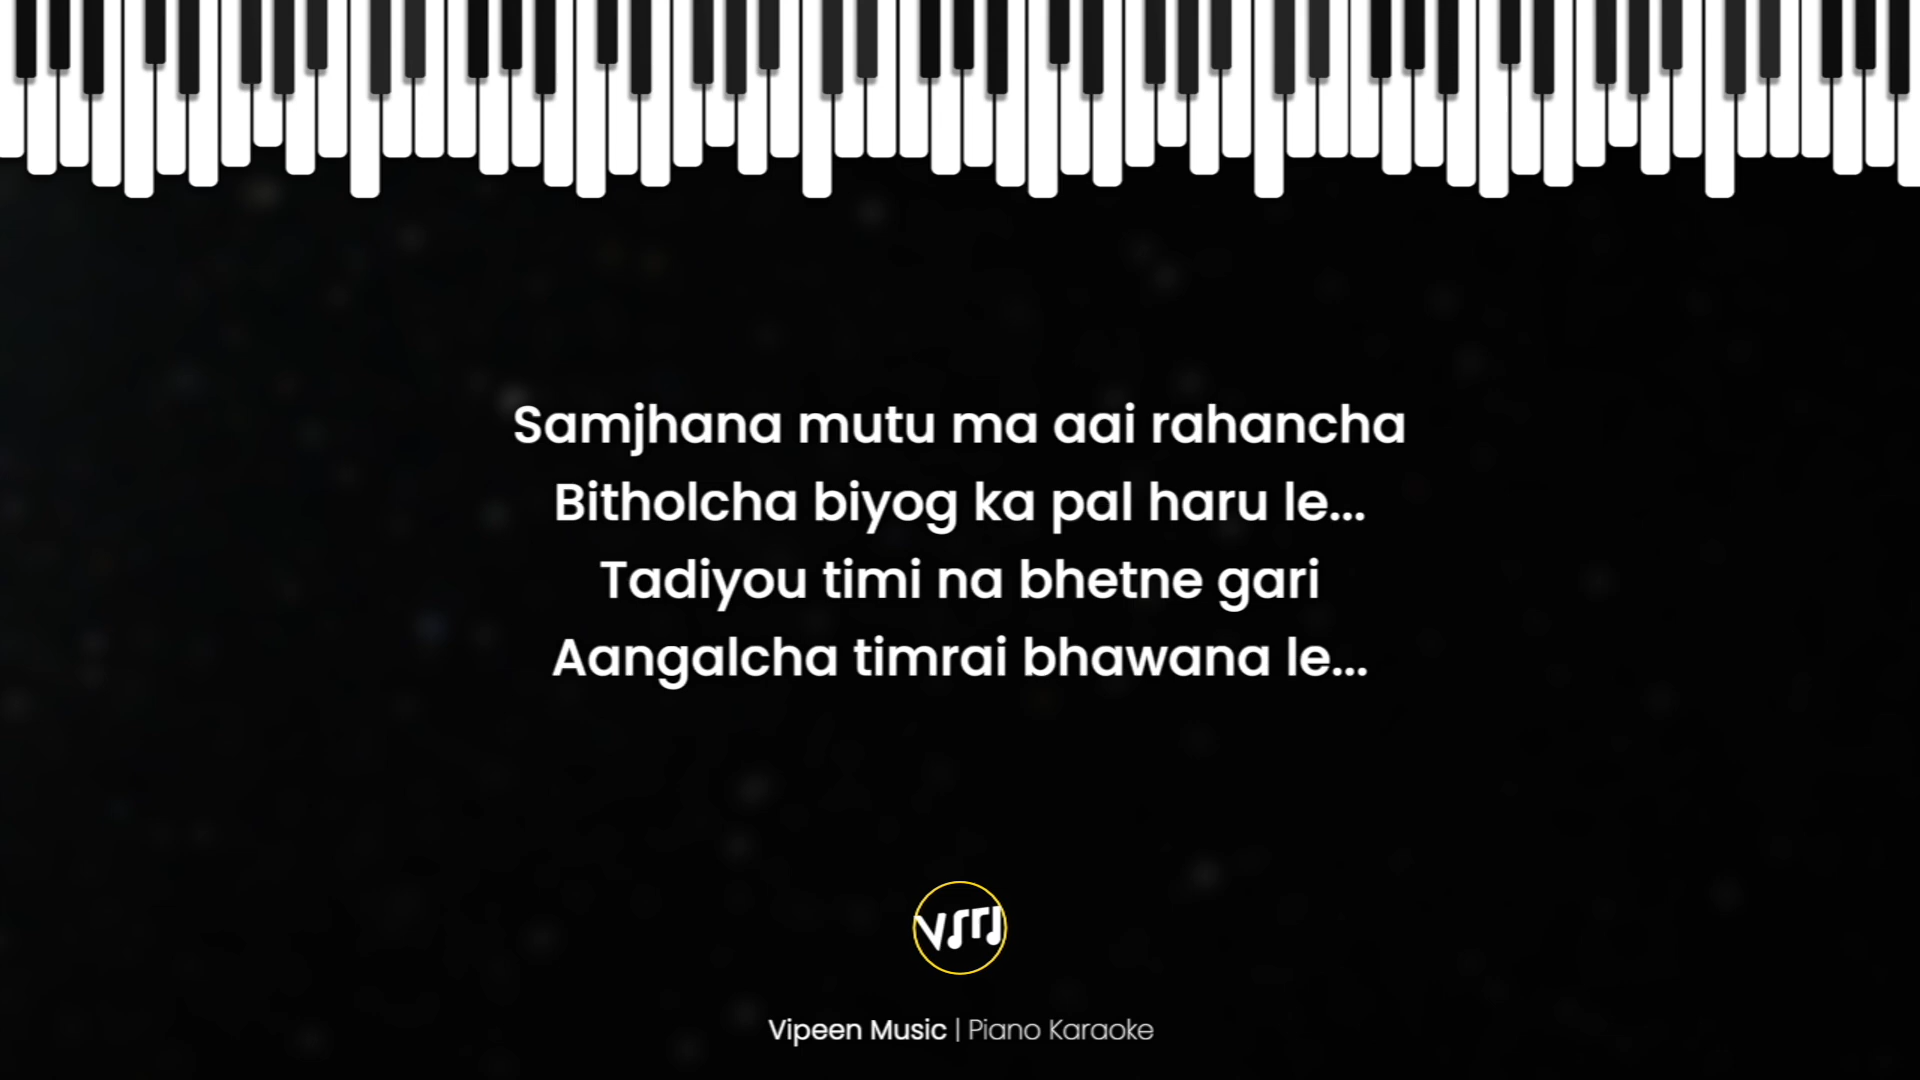 Samjhana mutu ma aai rahancha
Bitholcha biyog ka pal haru le...
Tadiyou timi na bhetne gari
Aangalcha timrai bhawana le...
Vipeen Music | Piano Karaoke